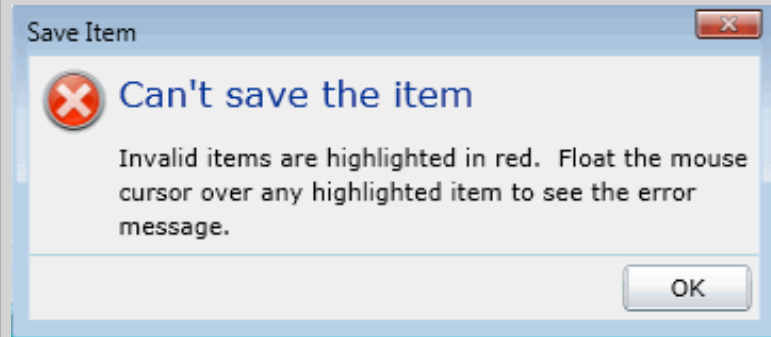 Save Item
Can't save the item
Invalid items are highlighted in red.  Float the mouse
cursor over any highlighted item to see the error
message.
OK